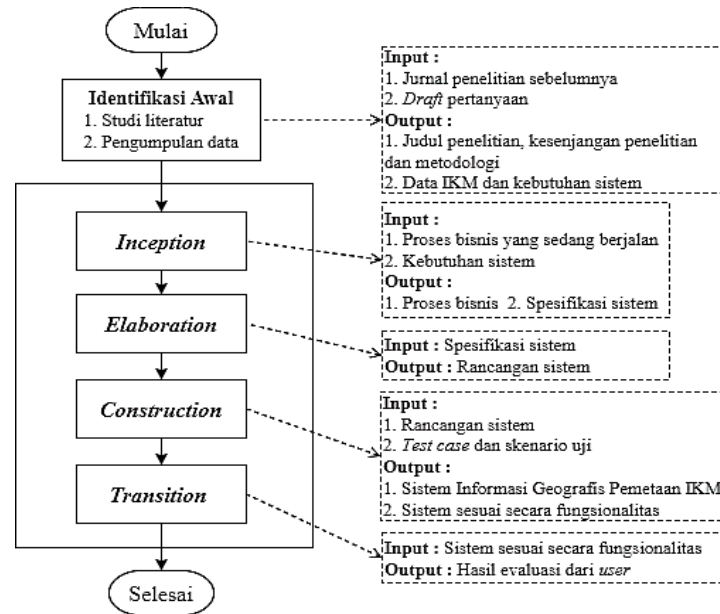 Mulai
Identifikasi Awal
1. Studi literatur
2. Pengumpulan data
Input :
1. Jurnal penelitian sebelumnya
2. Draft pertanyaan
Output :
1. Judul penelitian, kesenjangan penelitian
dan metodologi
2. Data IKM dan kebutuhan sistem
Inception
Input :
1. Proses bisnis yang sedang berjalan
2. Kebutuhan sistem
Output :
1. Proses bisnis 2. Spesifikasi sistem
Elaboration
Input : Spesifikasi sistem
Output : Rancangan sistem
Construction
Input :
1. Rancangan sistem
2. Test case dan skenario uji
Output :
1. Sistem Informasi Geografis Pemetaan IKM
2. Sistem sesuai secara fungsionalitas
Transition
Input : Sistem sesuai secara fungsionalitas
Output : Hasil evaluasi dari user
Selesai